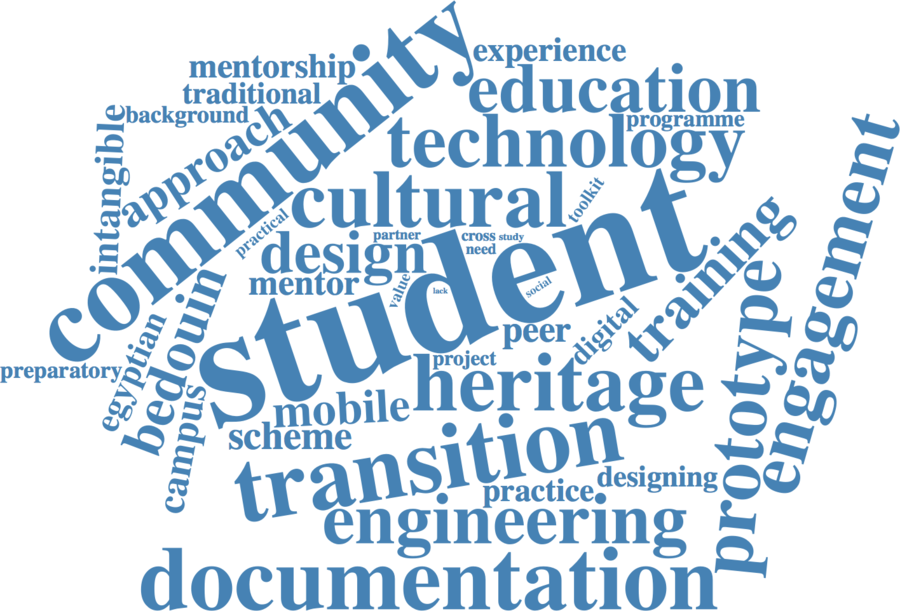 community
experience
mentorship
education
traditional
background
programme
intangible
approach
technology
engagement
cultural
toolkit
practical
student
training
design
partner
cross
study
need
mentor
value
lack
social
bedouin
prototype
peer
digital
egyptian
project
preparatory
heritage
campus
mobile
scheme
transition
designing
practice
engineering
documentation